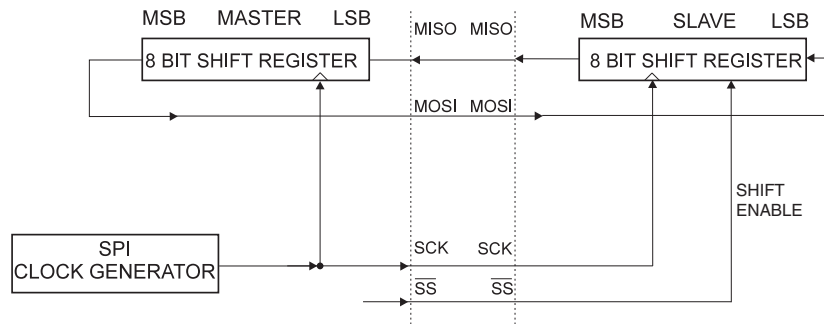 MSB MASTER LSB
MISO MISO
MSB SLAVE LSB
8 BIT SHIFT REGISTER
8 BIT SHIFT REGISTER
MOSI MOSI
SHIFT
ENABLE
SPI
CLOCK GENERATOR
SCK SCK
SS SS